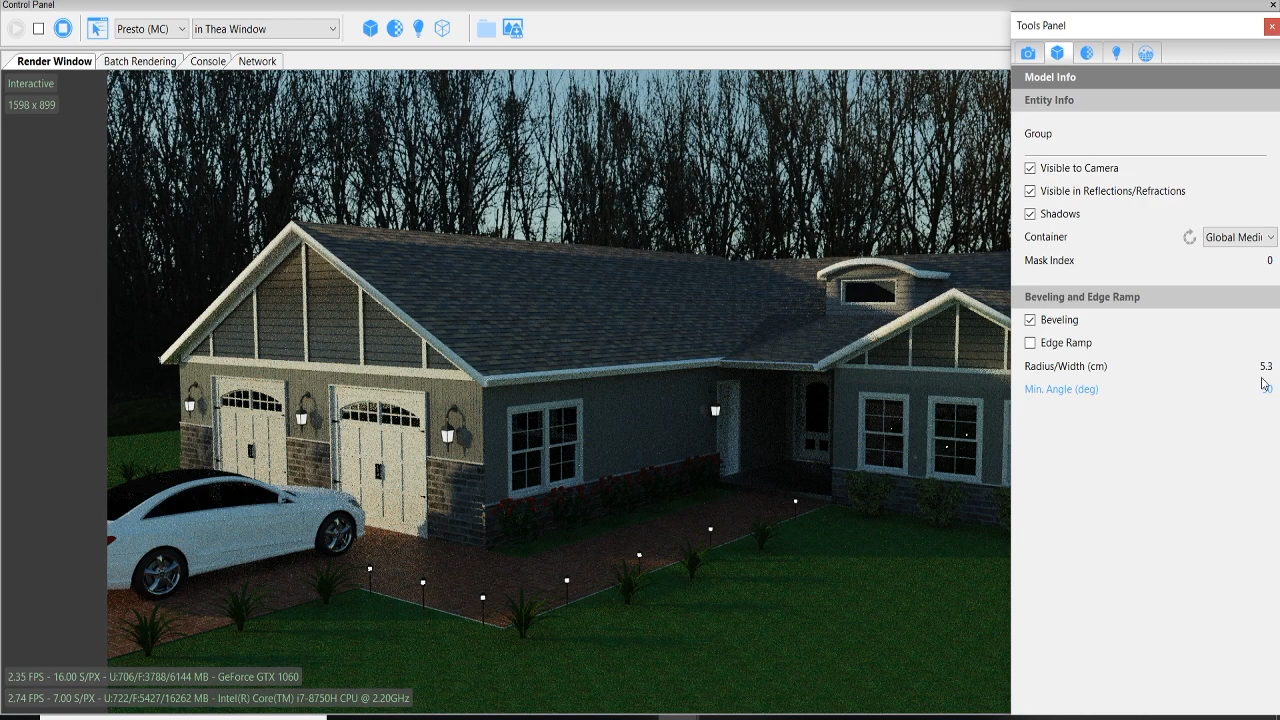 Control Panel
Tools Panel
Presto (MC)
in Thea Window
Render Window
Batch Rendering
Console
Network
Interactive
1598 x 899
Model Info
Entity Info
Group
Visible to Camera
Visible in Reflections/Refractions
Shadows
Container
Global Medi
Mask Index 0
Beveling and Edge Ramp
Beveling
Edge Ramp
Radius/Width (cm) 5.3
Min. Angle (deg)
2.35 FPS - 16.00 S/PX - U:706/F:3788/6144 MB - GeForce GTX 1060
2.74 FPS - 7.00 S/PX - U:722/F:5427/16262 MB - Intel(R) Core(TM) i7-8750H CPU @ 2.20GHz